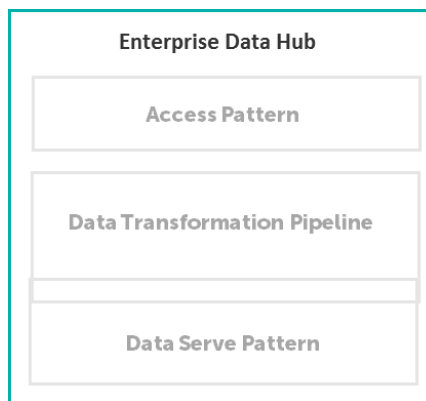 Enterprise Data Hub
Access Pattern
Data Transformation Pipeline
Data Serve Pattern